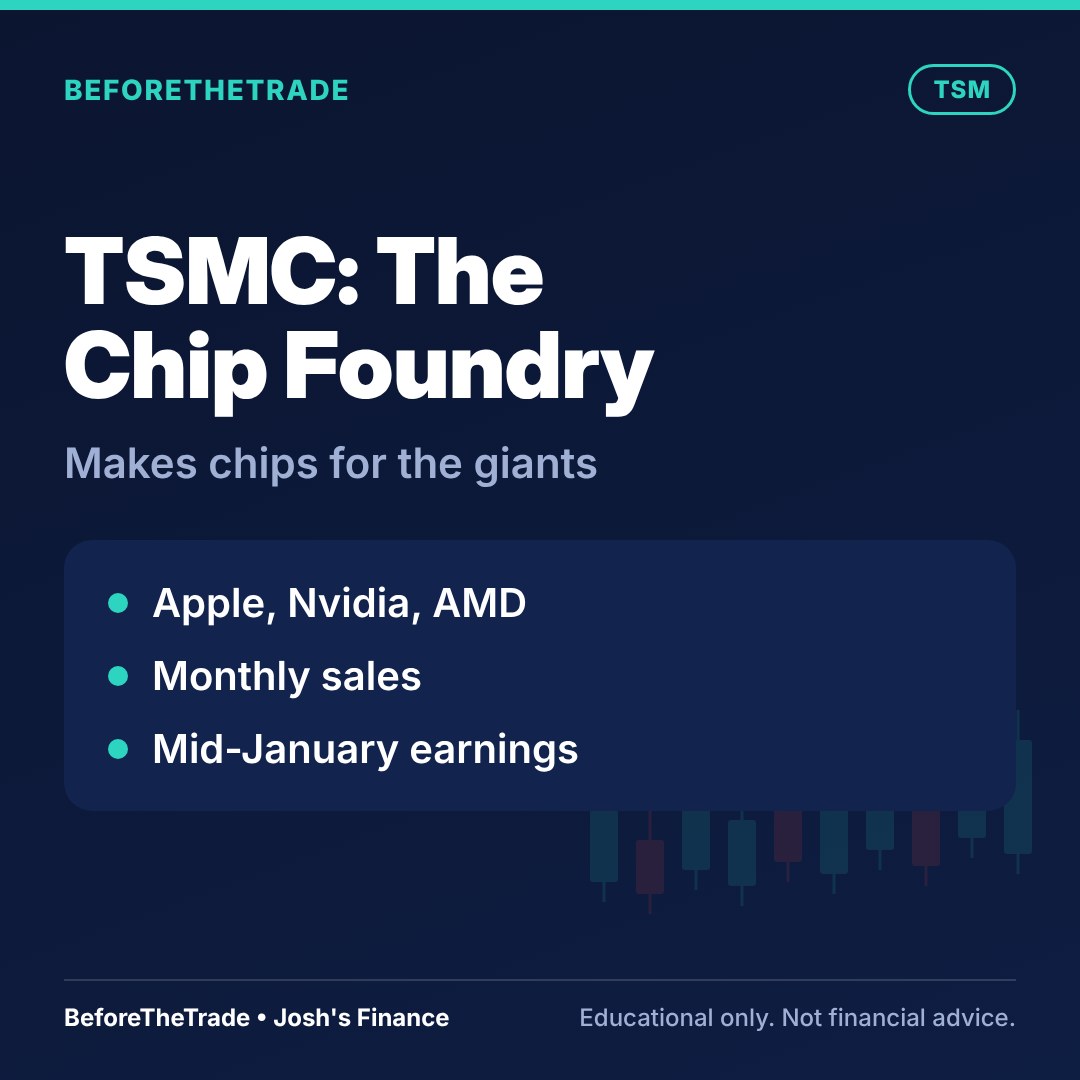 BEFORETHETRADE
TSM
TSMC: The
Chip Foundry
Makes chips for the giants
Apple, Nvidia, AMD
Monthly sales
Mid-January earnings
BeforeTheTrade • Josh's Finance
Educational only. Not financial advice.